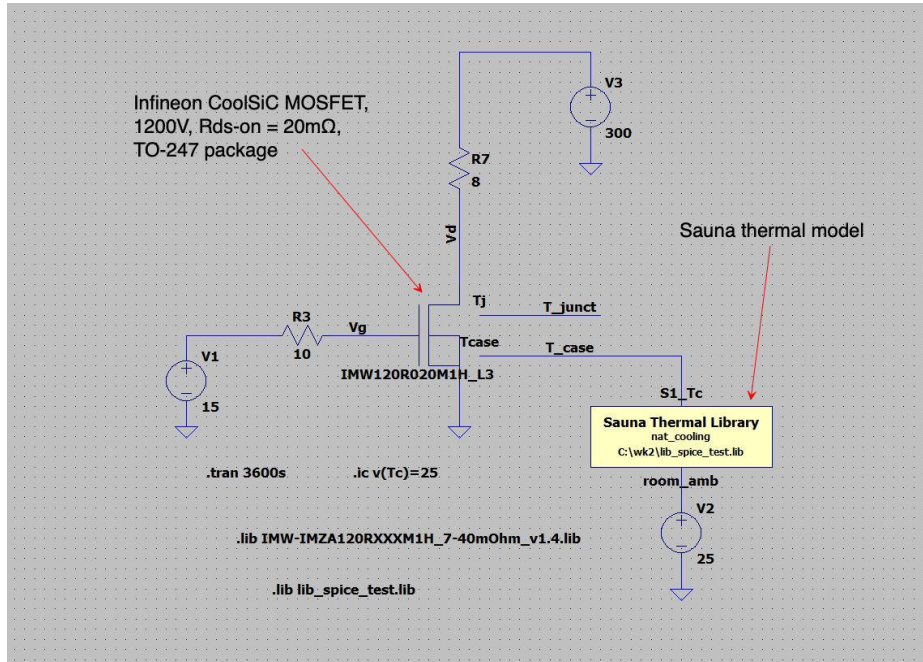 V3
300
Infineon CoolSiC MOSFET,
1200V, Rds-on = 20mΩ,
TO-247 package
R7
8
Sauna thermal model
Vd
Tj
T_junct
R3
10
Vg
Tcase
T_case
V1
15
IMW120R020M1H_L3
S1_Tc
Sauna Thermal Library
nat_cooling
C:\wk2\lib_spice_test.lib
.tran 3600s
.ic v(Tc)=25
room_amb
V2
25
.lib IMW-IMZA120RXXXM1H_7-40mOhm_v1.4.lib
.lib lib_spice_test.lib